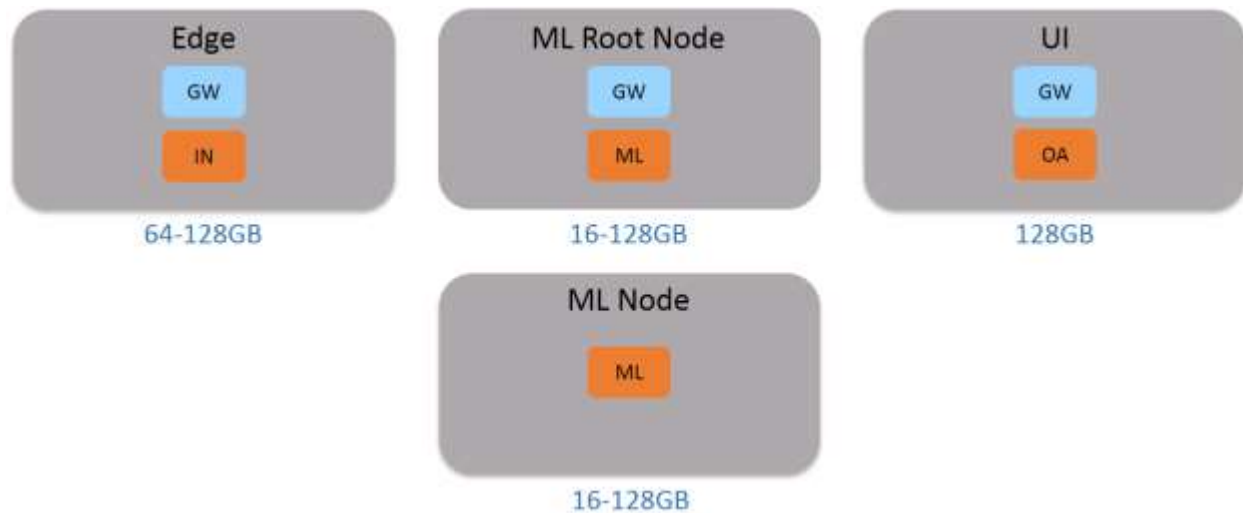 Edge
GW
IN
64-128GB
ML Root Node
GW
ML
16-128GB
UI
GW
OA
128GB
ML Node
ML
16-128GB